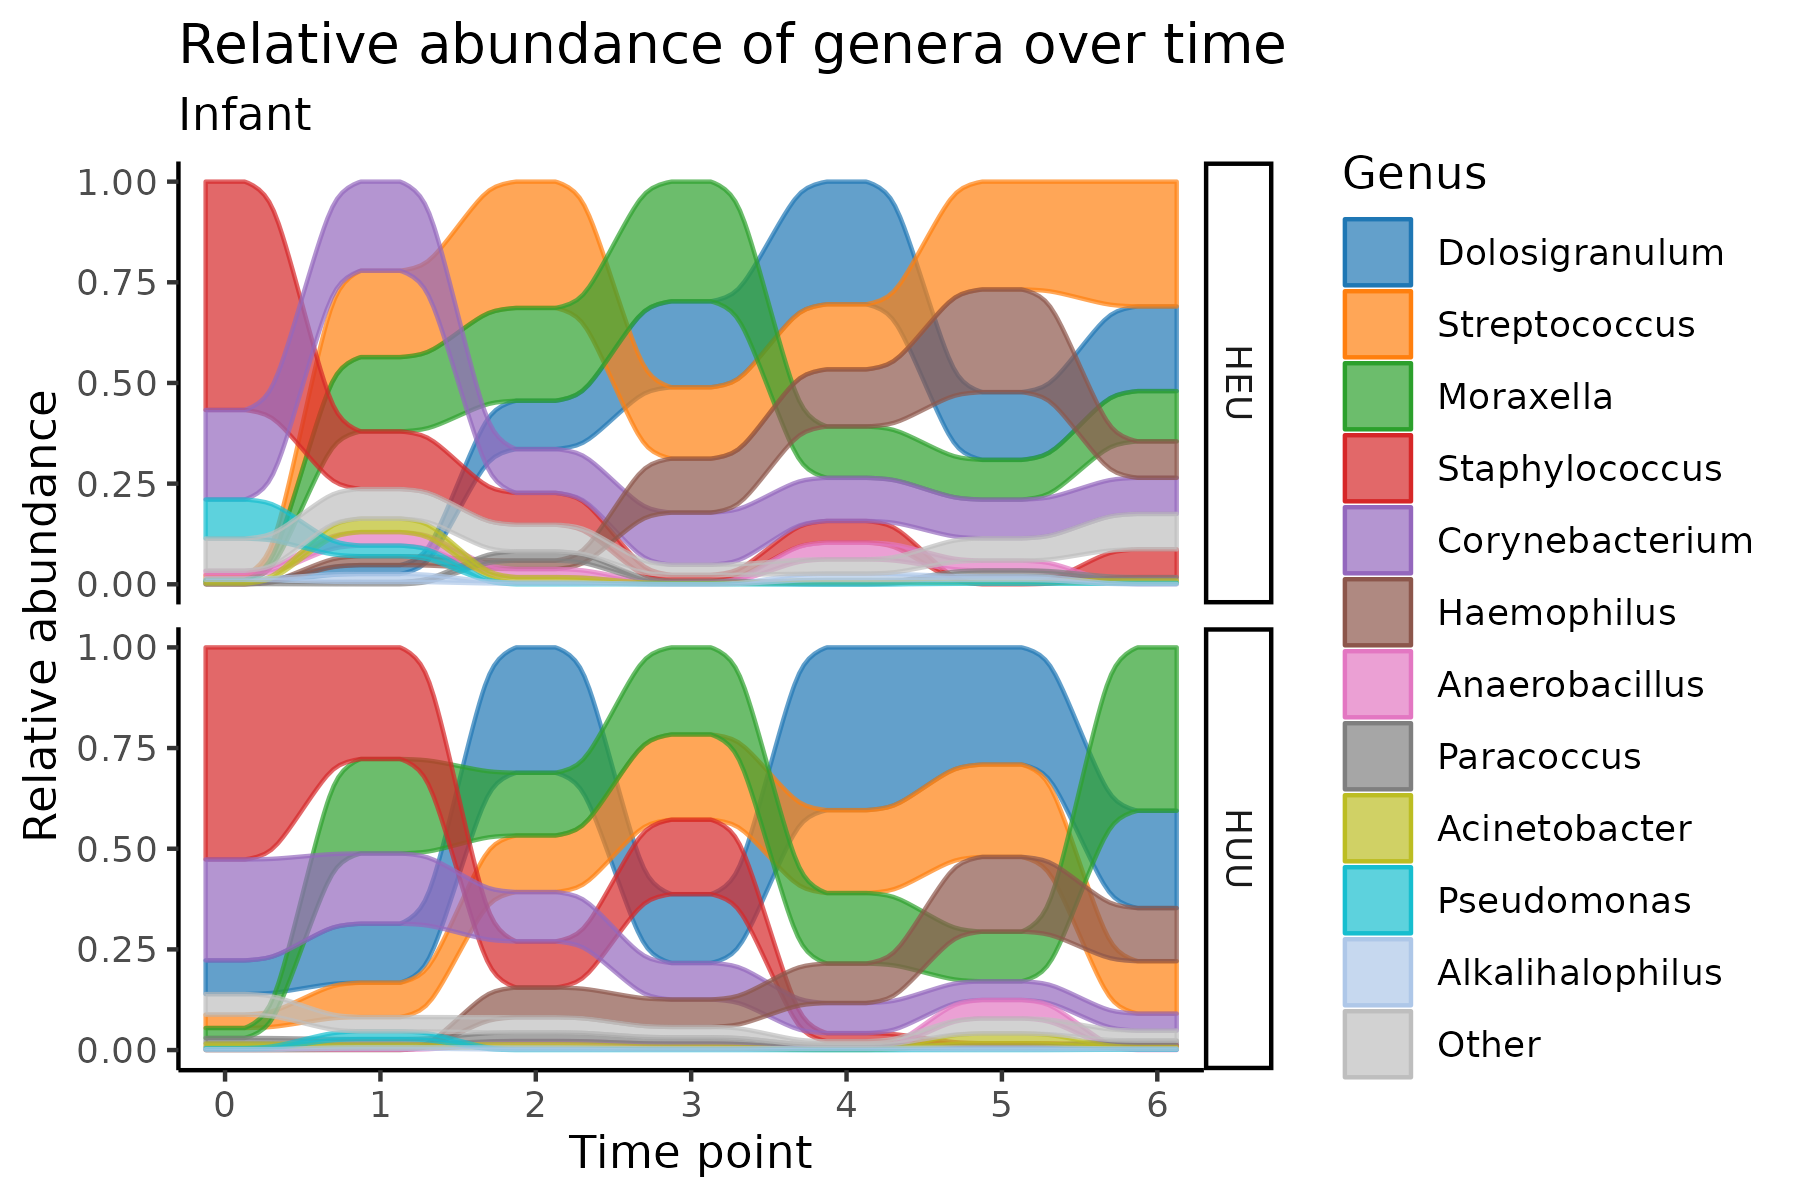 Relative abundance of genera over time
Infant
Relative abundance
1.00
0.75
0.50
0.25
0.00
HEU
1.00
0.75
0.50
0.25
0.00
HUU
0 1 2 3 4 5 6
Time point
Genus
Dolosigranulum
Streptococcus
Moraxella
Staphylococcus
Corynebacterium
Haemophilus
Anaerobacillus
Paracoccus
Acinetobacter
Pseudomonas
Alkalihalophilus
Other